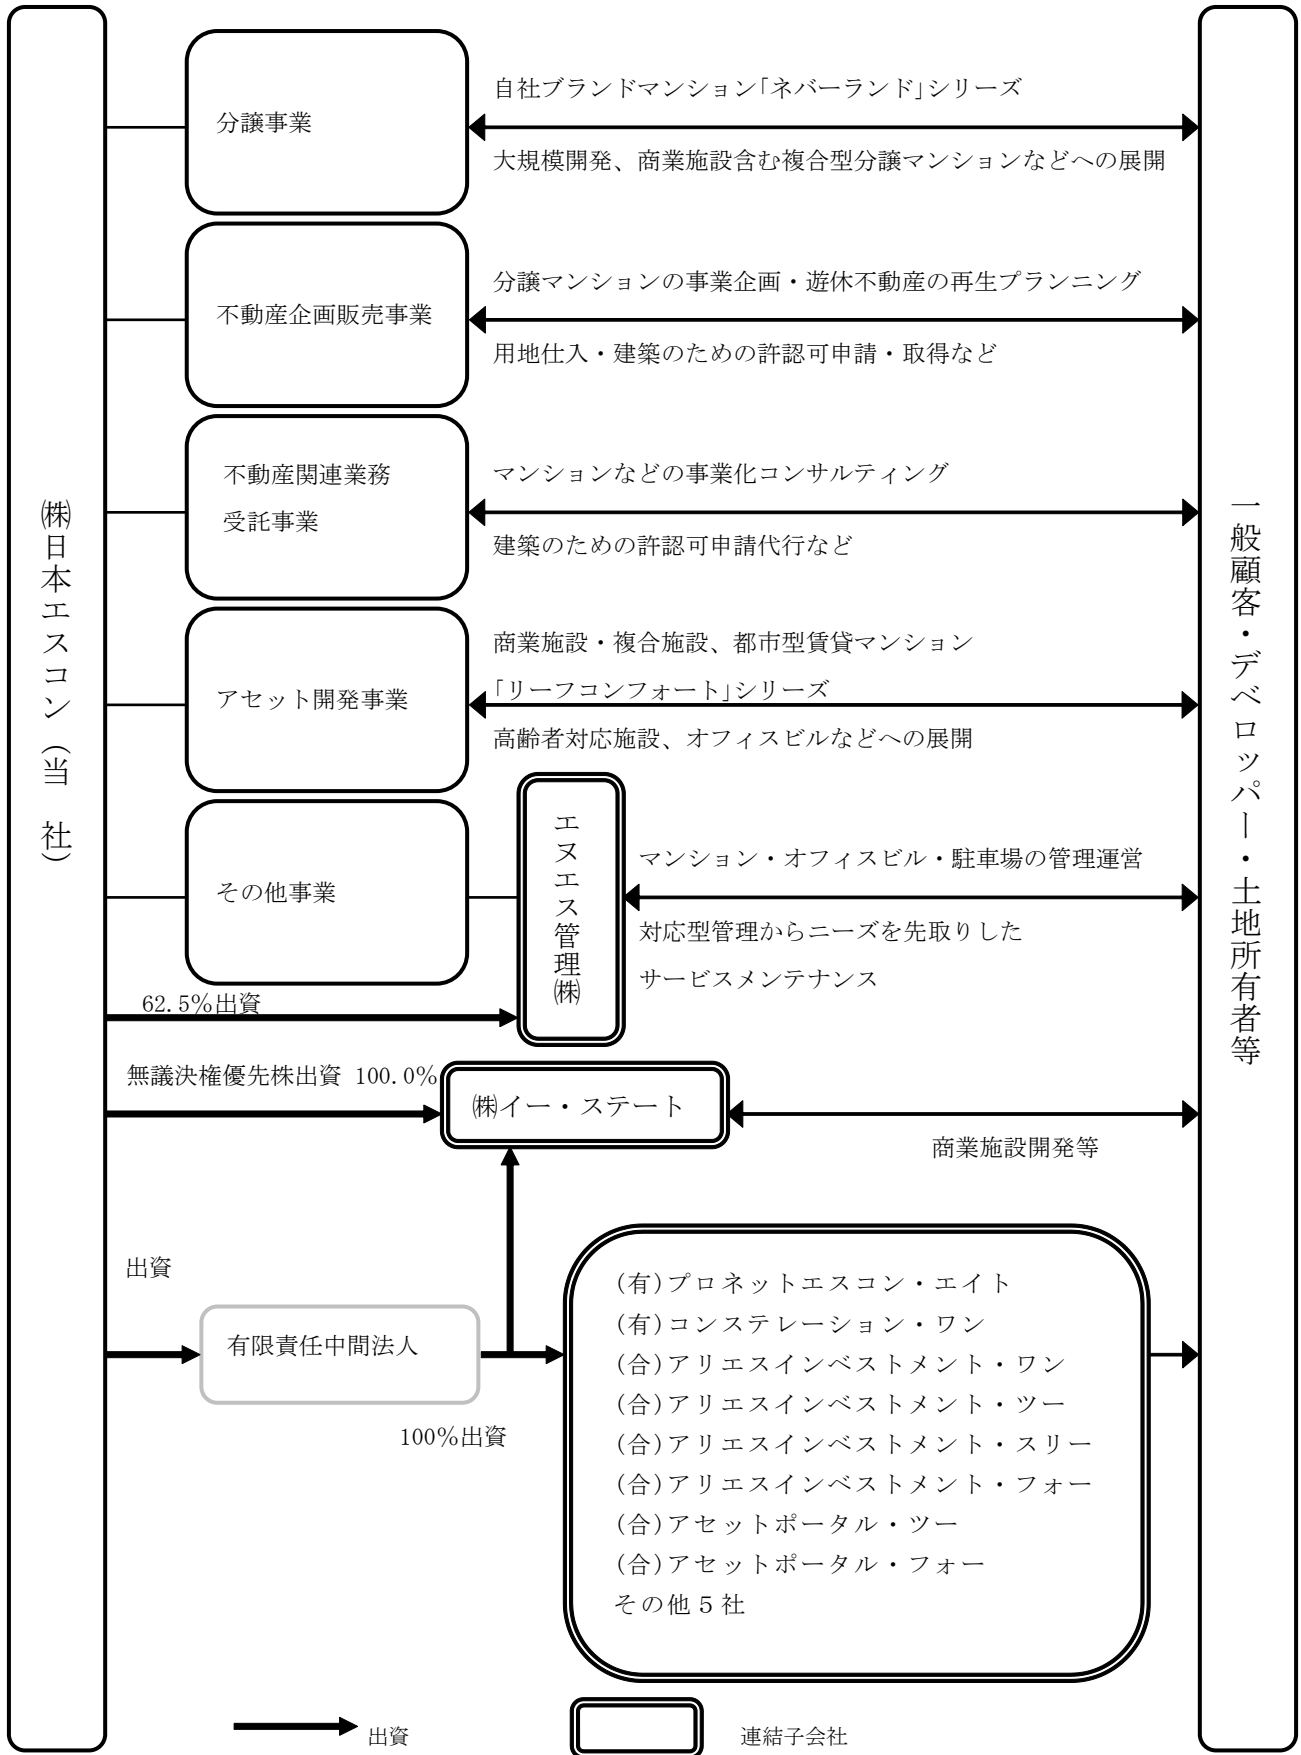 ㈱日本エスコン（当　社）
分譲事業
自社ブランドマンション「ネバーランド」シリーズ
大規模開発、商業施設含む複合型分譲マンションなどへの展開
不動産企画販売事業
分譲マンションの事業企画・遊休不動産の再生プランニング
用地仕入・建築のための許認可申請・取得など
不動産関連業務
受託事業
マンションなどの事業化コンサルティング
建築のための許認可申請代行など
アセット開発事業
商業施設・複合施設、都市型賃貸マンション
「リーフコンフォート」シリーズ
高齢者対応施設、オフィスビルなどへの展開
その他事業
エヌエス管理㈱
マンション・オフィスビル・駐車場の管理運営
対応型管理からニーズを先取りした
サービスメンテナンス
62.5%出資
無議決権優先株出資 100.0%
㈱イー・ステート
商業施設開発等
出資
有限責任中間法人
100%出資
(有)プロネットエスコン・エイト
(有)コンステレーション・ワン
(合)アリエスインベストメント・ワン
(合)アリエスインベストメント・ツー
(合)アリエスインベストメント・スリー
(合)アリエスインベストメント・フォー
(合)アセットポータル・ツー
(合)アセットポータル・フォー
その他５社
一般顧客・デベロッパー・土地所有者等
出資
連結子会社